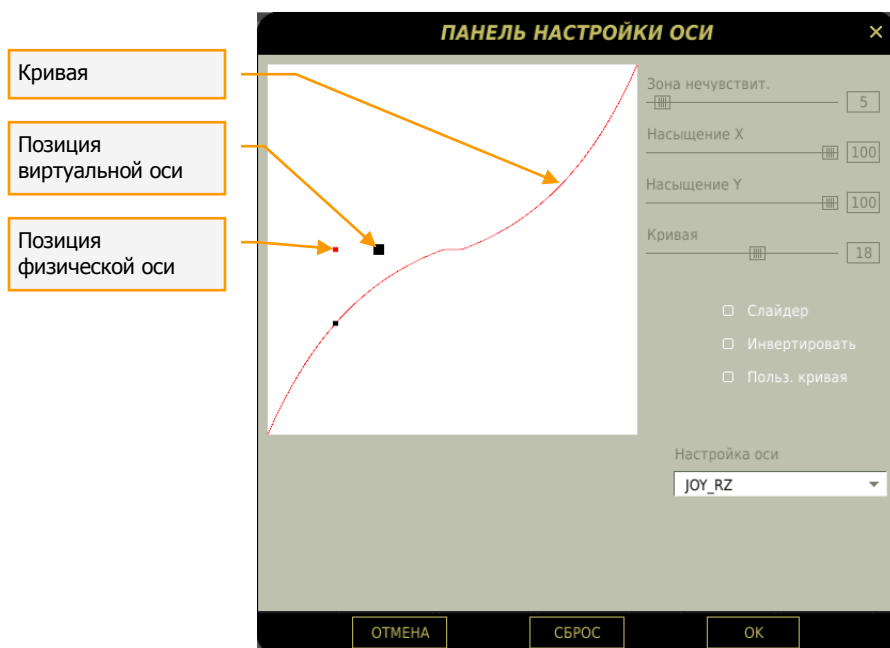 ПАНЕЛЬ НАСТРОЙКИ ОСИ
Кривая
Позиция
виртуальной оси
Позиция
физической оси
Зона нечувствит.
5
Насыщение X
100
Насыщение Y
100
Кривая
18
Слайдер
Инвертировать
Польз. кривая
Настройка оси
JOY_RZ
ОТМЕНА
СБРОС
OK